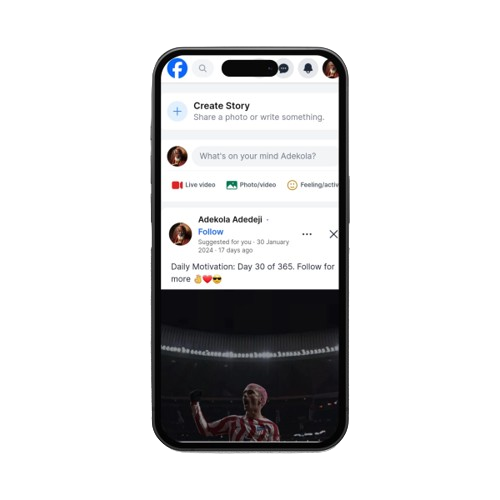 Create Story
Share a photo or write something.
What's on your mind Adekola?
Live video
Photo/video
Feeling/activ
Adekola Adedeji ·
Follow
Suggested for you · 30 January
2024 · 17 days ago
Daily Motivation: Day 30 of 365. Follow for
more 👌❤️😎